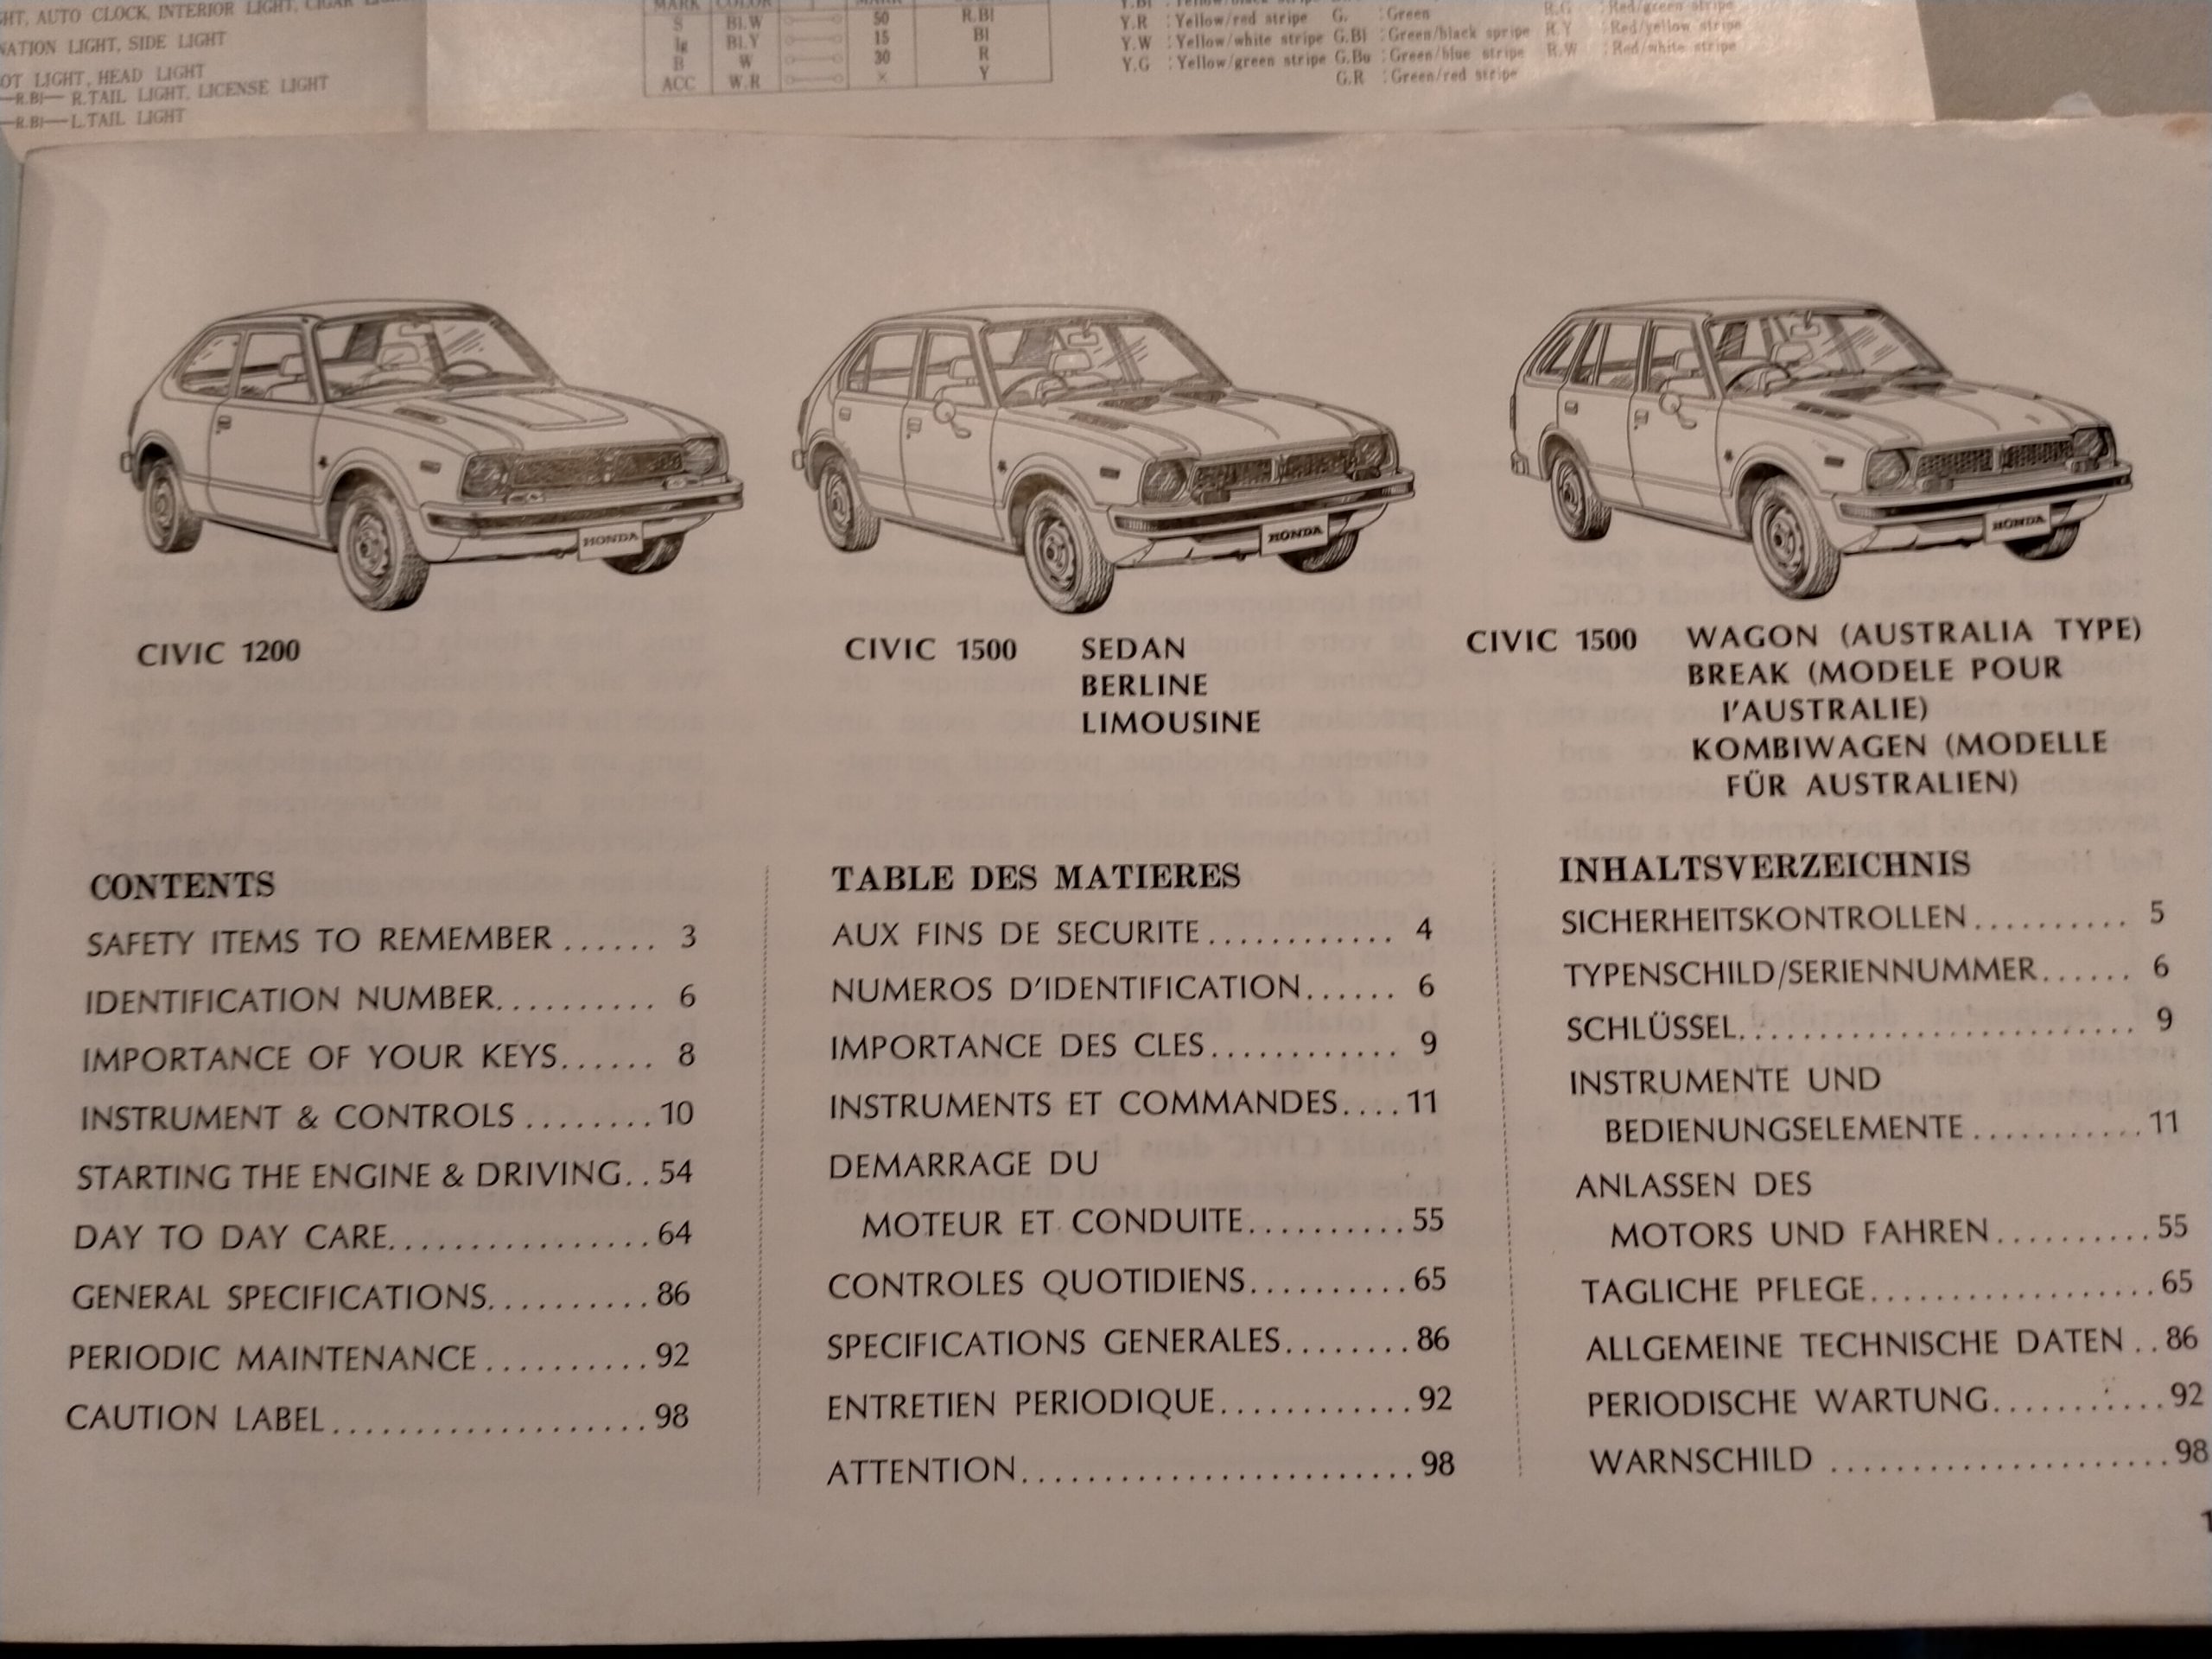 HT, AUTO CLOCK, INTERIOR LIGHT, CIGAR
NATION LIGHT, SIDE LIGHT
OT LIGHT, HEAD LIGHT
R.Bl R.TAIL LIGHT, LICENSE LIGHT
R.Bl L.TAIL LIGHT
MARK COLOR
S Bl.W 50 R.Bl
Ig Bl.Y 15 Bl
B W 30 R
ACC W.R × Y
Y.R : Yellow/red stripe
Y.W : Yellow/white stripe
Y.G : Yellow/green stripe
G. : Green
G.Bl : Green/black spripe
G.Bu : Green/blue stripe
G.R : Green/red stripe
R.G : Red/green stripe
R.Y : Red/yellow stripe
R.W : Red/white stripe
HONDA
HONDA
HONDA
CIVIC 1200
CIVIC 1500 SEDAN
BERLINE
LIMOUSINE
CIVIC 1500 WAGON (AUSTRALIA TYPE)
BREAK (MODELE POUR
l'AUSTRALIE)
KOMBIWAGEN (MODELLE
FÜR AUSTRALIEN)
CONTENTS
SAFETY ITEMS TO REMEMBER ...... 3
IDENTIFICATION NUMBER.......... 6
IMPORTANCE OF YOUR KEYS...... 8
INSTRUMENT & CONTROLS ........ 10
STARTING THE ENGINE & DRIVING.. 54
DAY TO DAY CARE................ 64
GENERAL SPECIFICATIONS.......... 86
PERIODIC MAINTENANCE .......... 92
CAUTION LABEL .................... 98
TABLE DES MATIERES
AUX FINS DE SECURITE............ 4
NUMEROS D'IDENTIFICATION...... 6
IMPORTANCE DES CLES............ 9
INSTRUMENTS ET COMMANDES.... 11
DEMARRAGE DU
MOTEUR ET CONDUITE.......... 55
CONTROLES QUOTIDIENS.......... 65
SPECIFICATIONS GENERALES........ 86
ENTRETIEN PERIODIQUE............ 92
ATTENTION........................ 98
INHALTSVERZEICHNIS
SICHERHEITSKONTROLLEN.......... 5
TYPENSCHILD/SERIENNUMMER...... 6
SCHLÜSSEL........................ 9
INSTRUMENTE UND
BEDIENUNGSELEMENTE ........... 11
ANLASSEN DES
MOTORS UND FAHREN.......... 55
TAGLICHE PFLEGE.................. 65
ALLGEMEINE TECHNISCHE DATEN .. 86
PERIODISCHE WARTUNG........... 92
WARNSCHILD ..................... 98
1